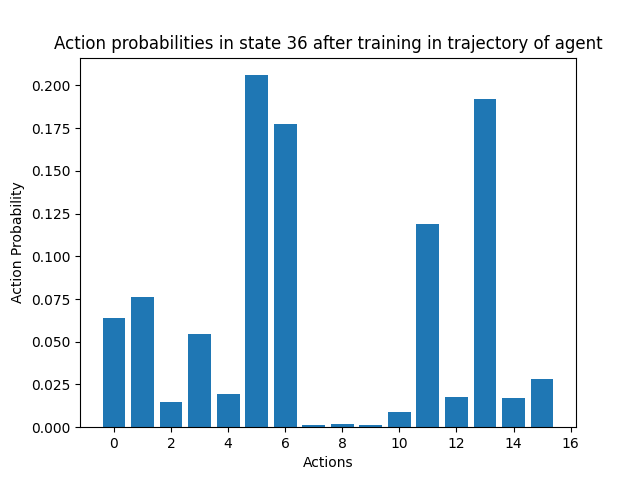 Action probabilities in state 36 after training in trajectory of agent
0.200
0.175
0.150
0.125
0.100
0.075
0.050
0.025
0.000
Action Probability
0 2 4 6 8 10 12 14 16
Actions